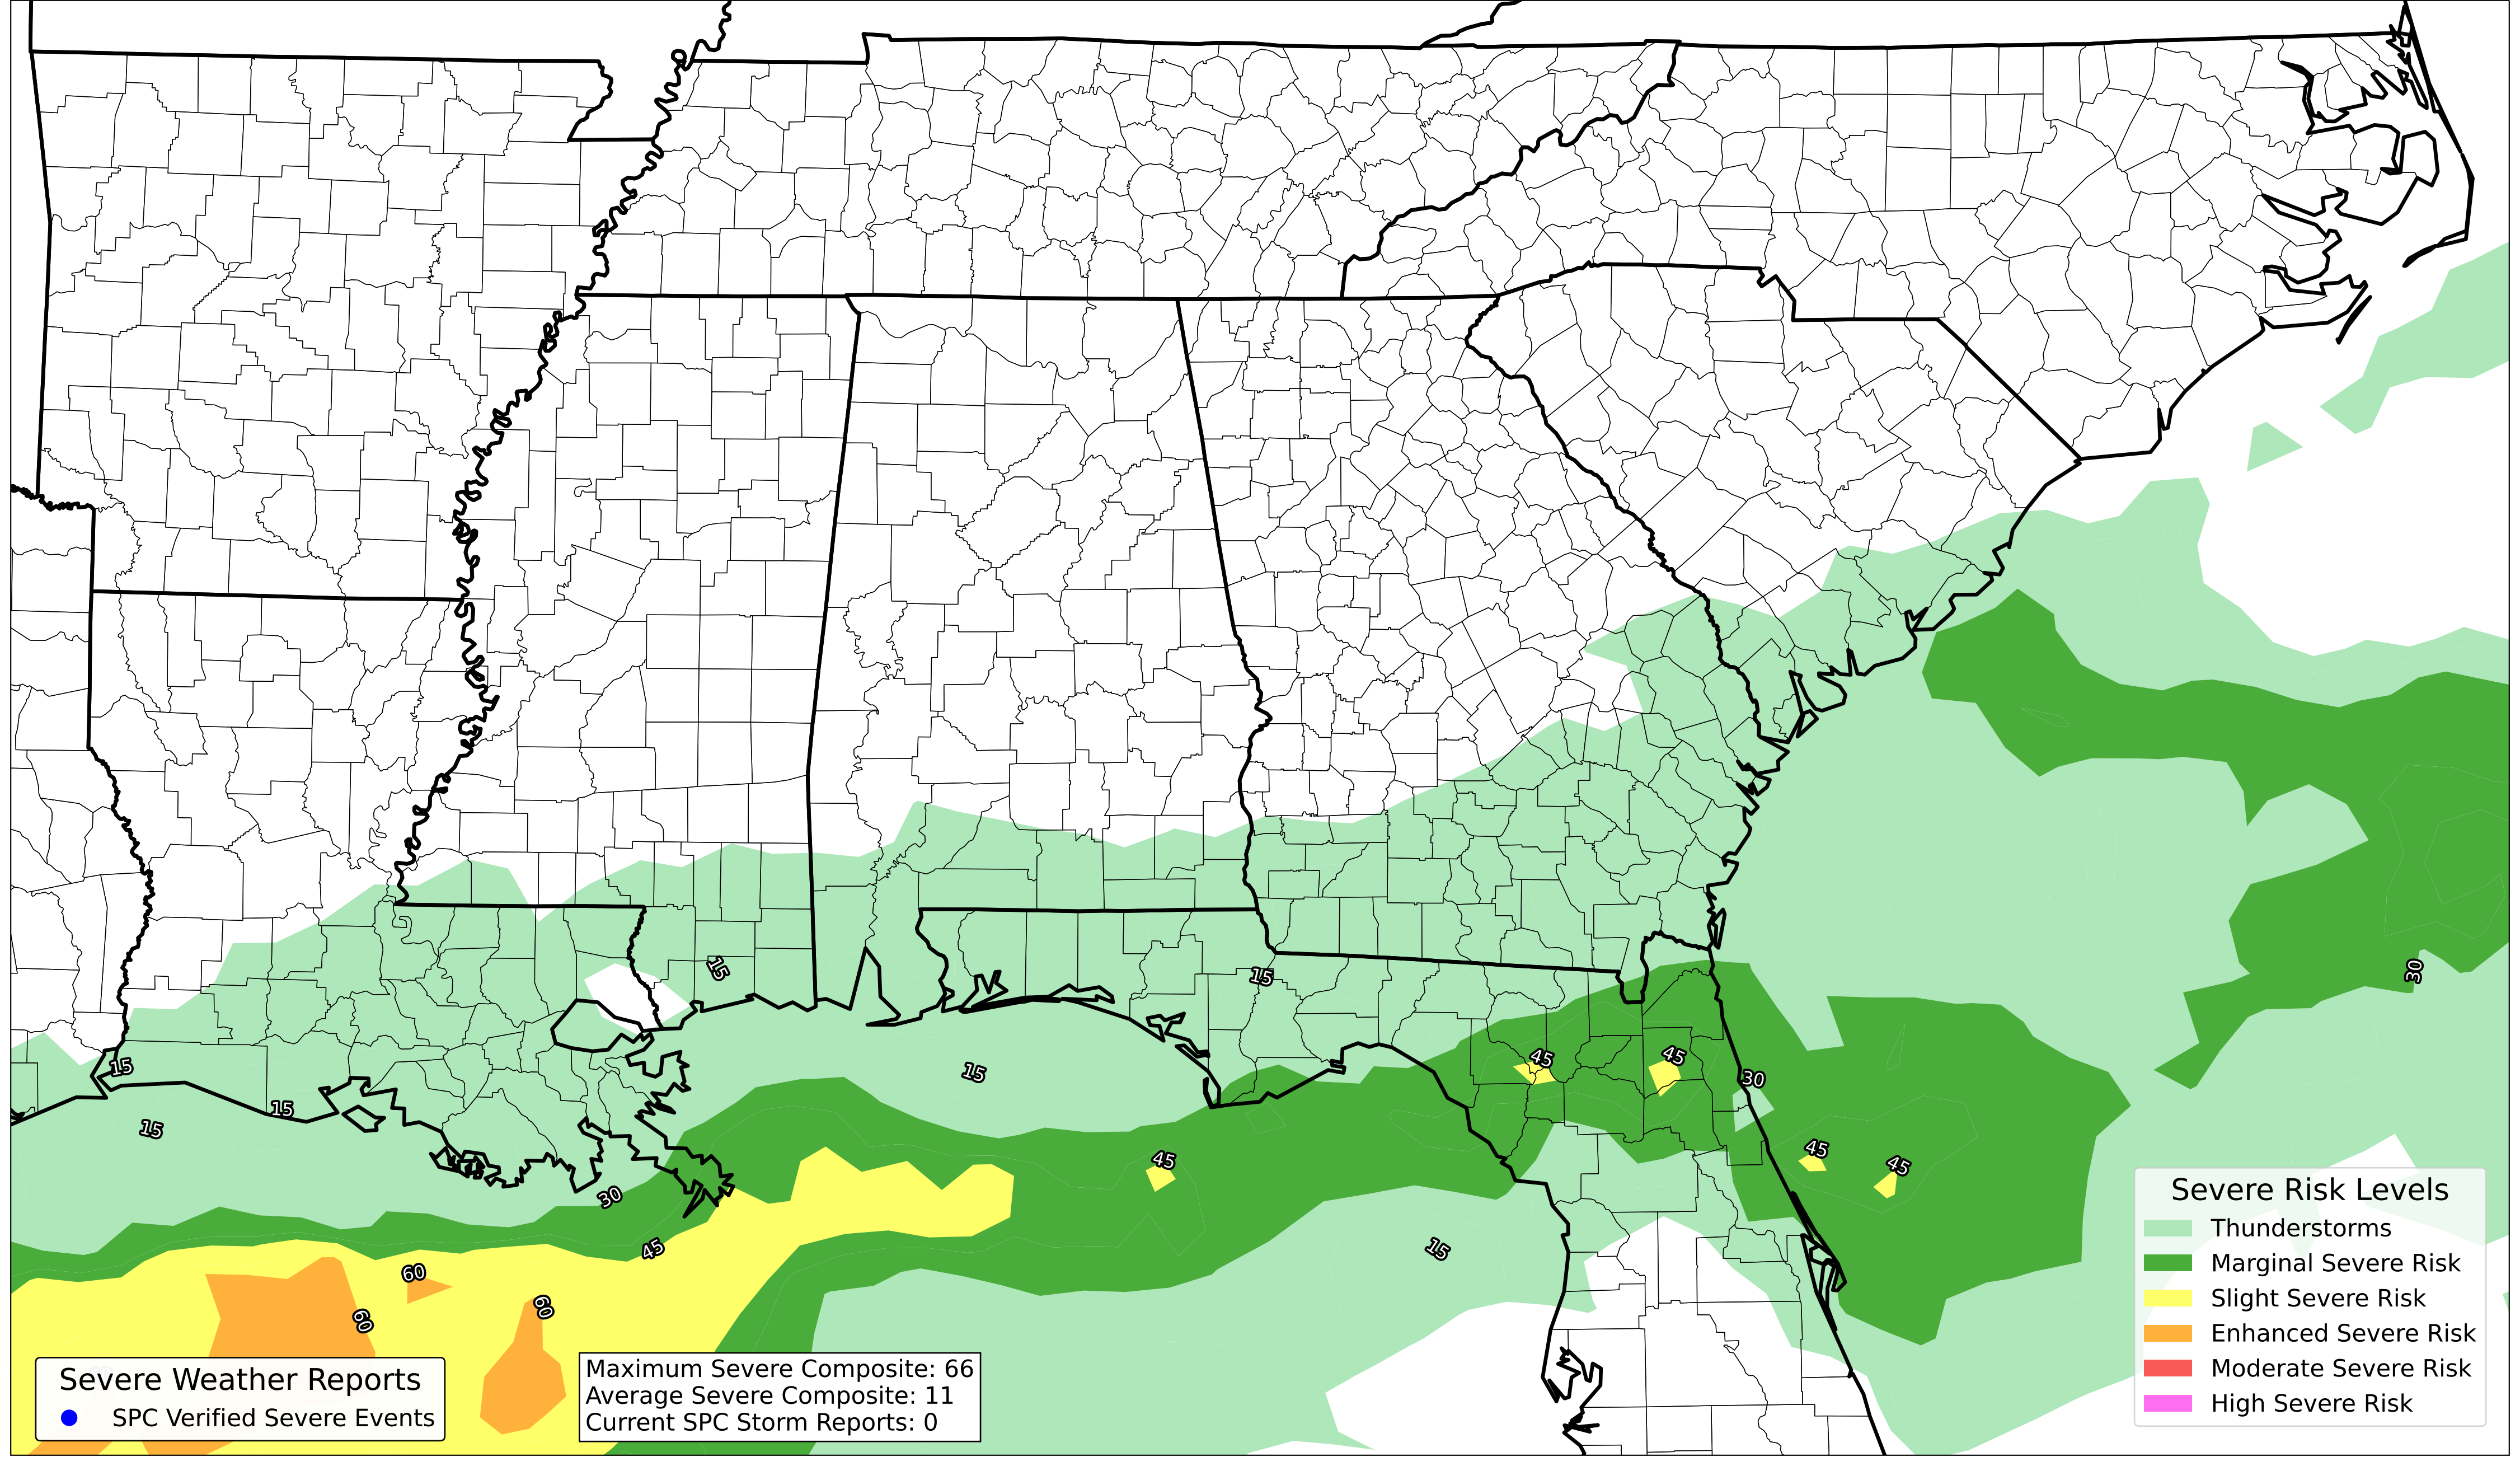 15
15
45
45
30
15
15
30
15
15
45
45
45
30
45
15
60
60
60
Severe Weather Reports
SPC Verified Severe Events
Maximum Severe Composite: 66
Average Severe Composite: 11
Current SPC Storm Reports: 0
Severe Risk Levels
Thunderstorms
Marginal Severe Risk
Slight Severe Risk
Enhanced Severe Risk
Moderate Severe Risk
High Severe Risk